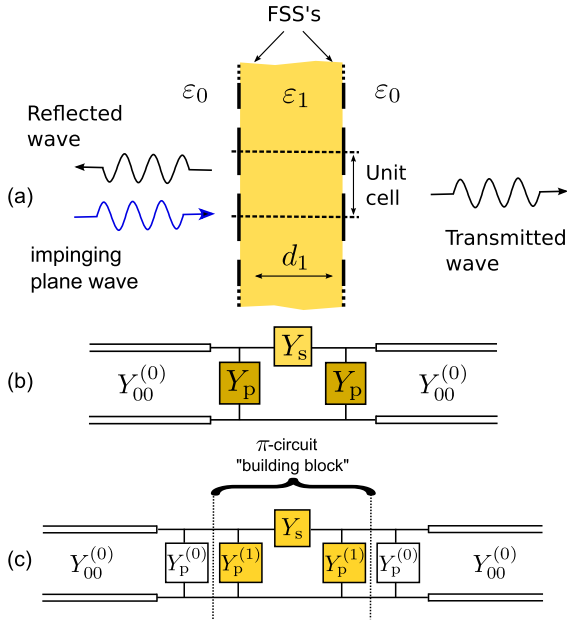 FSS's
ε₀ ε₁ ε₀
Reflected
wave
(a)
Unit
cell
impinging
plane wave
d₁
Transmitted
wave
Yₛ
(b) Y₀₀⁽⁰⁾ Yₚ Yₚ Y₀₀⁽⁰⁾
π-circuit
"building block"
Yₛ
(c) Y₀₀⁽⁰⁾ Yₚ⁽⁰⁾ Yₚ⁽¹⁾ Yₚ⁽¹⁾ Yₚ⁽⁰⁾ Y₀₀⁽⁰⁾